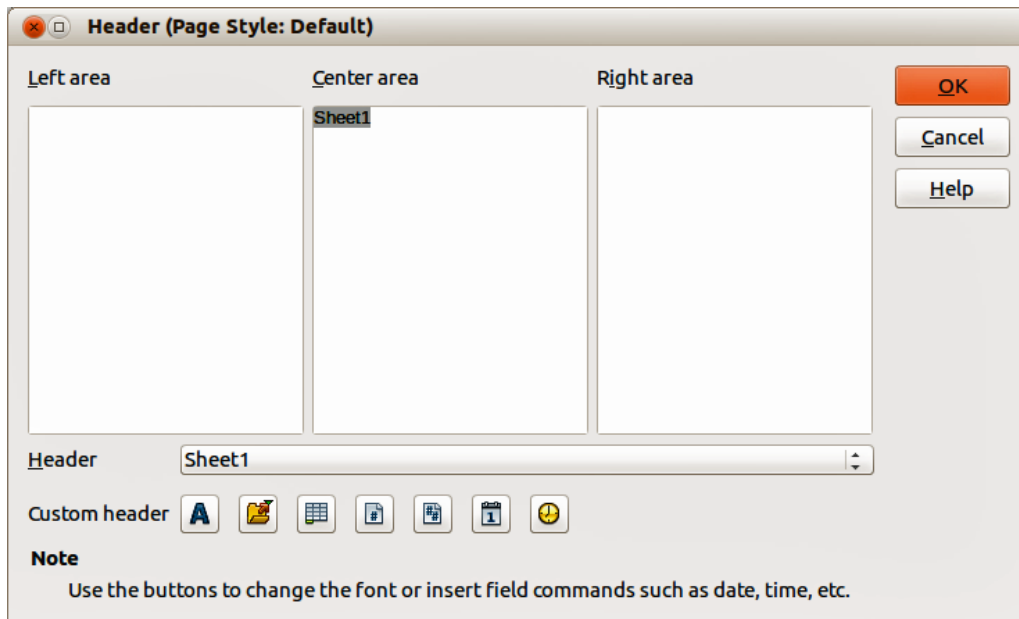 Header (Page Style: Default)
Left area Center area Right area
OK
Sheet1
Cancel
Help
Header Sheet1
Custom header A # # # 1
Note
Use the buttons to change the font or insert field commands such as date, time, etc.